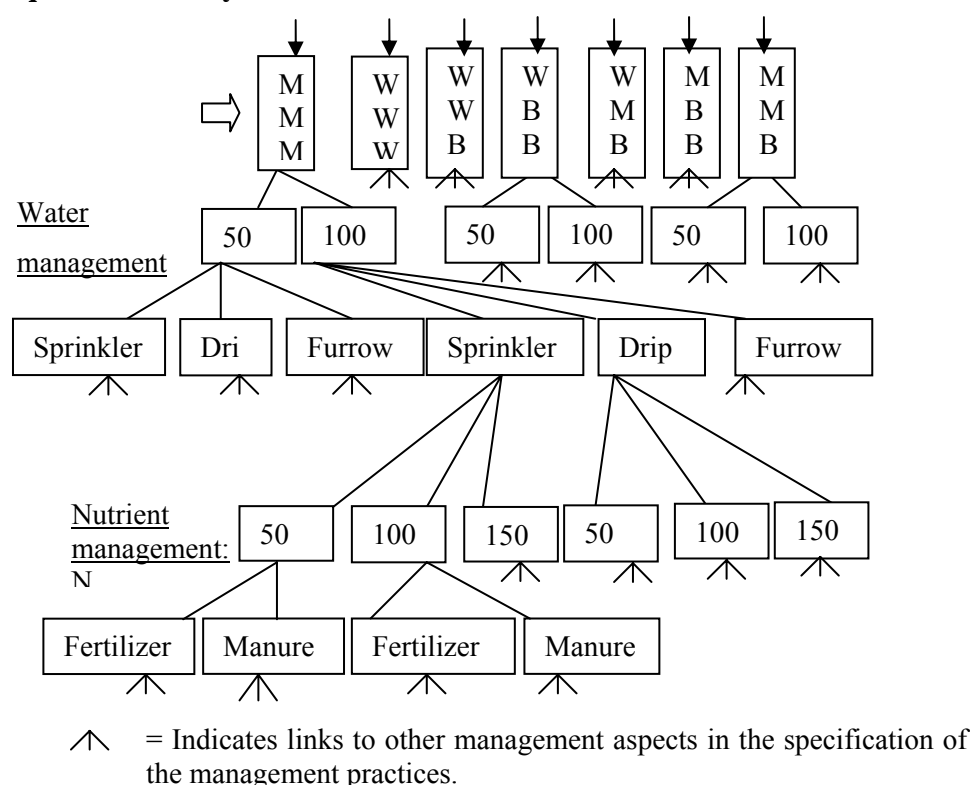 M W W W W M M
M W W B M B M
M W B B B B B
Water
management
50 100 50 100 50 100
Sprinkler Dri Furrow Sprinkler Drip Furrow
Nutrient
management:
N
50 100 150 50 100 150
Fertilizer Manure Fertilizer Manure
= Indicates links to other management aspects in the specification of
the management practices.